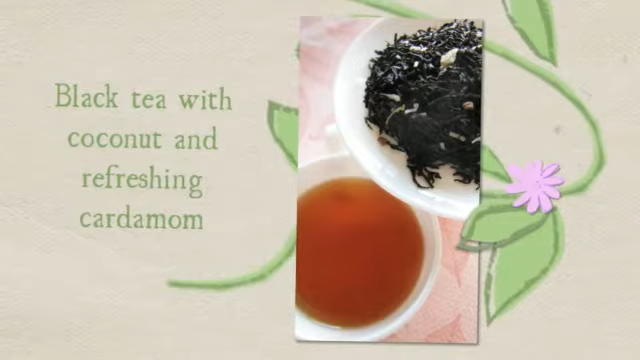 Black tea with
coconut and
refreshing
cardamom